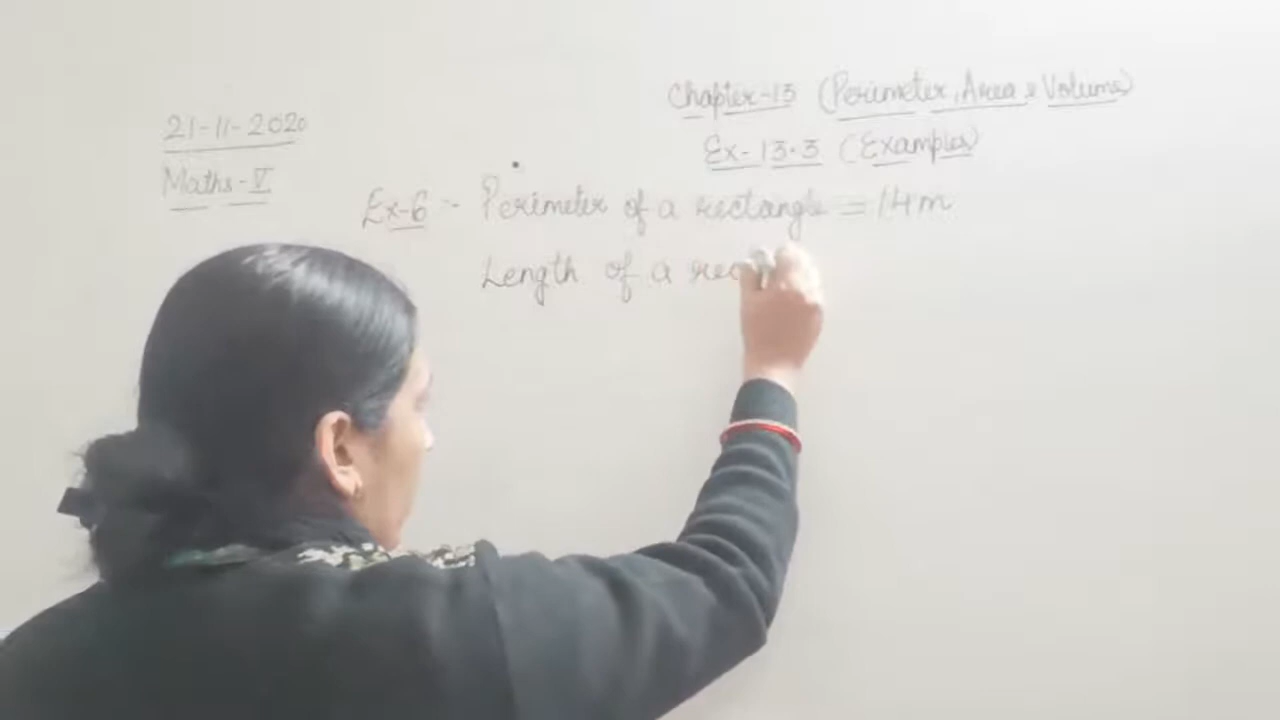 Chapter-13 (Perimeter, Area & Volume)
21-11-2020
Ex-13.3 (Examples)
Maths-V
Ex-6 :- Perimeter of a rectangle = 14m
Length of a rec